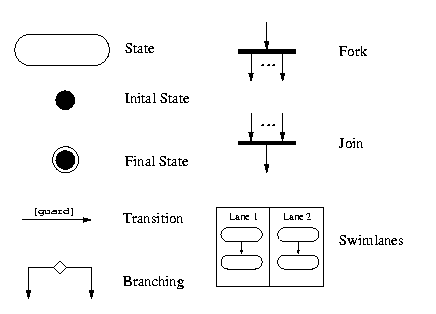 State
Inital State
Final State
[guard]
Transition
Branching
...
Fork
...
Join
Lane 1
Lane 2
Swimlanes